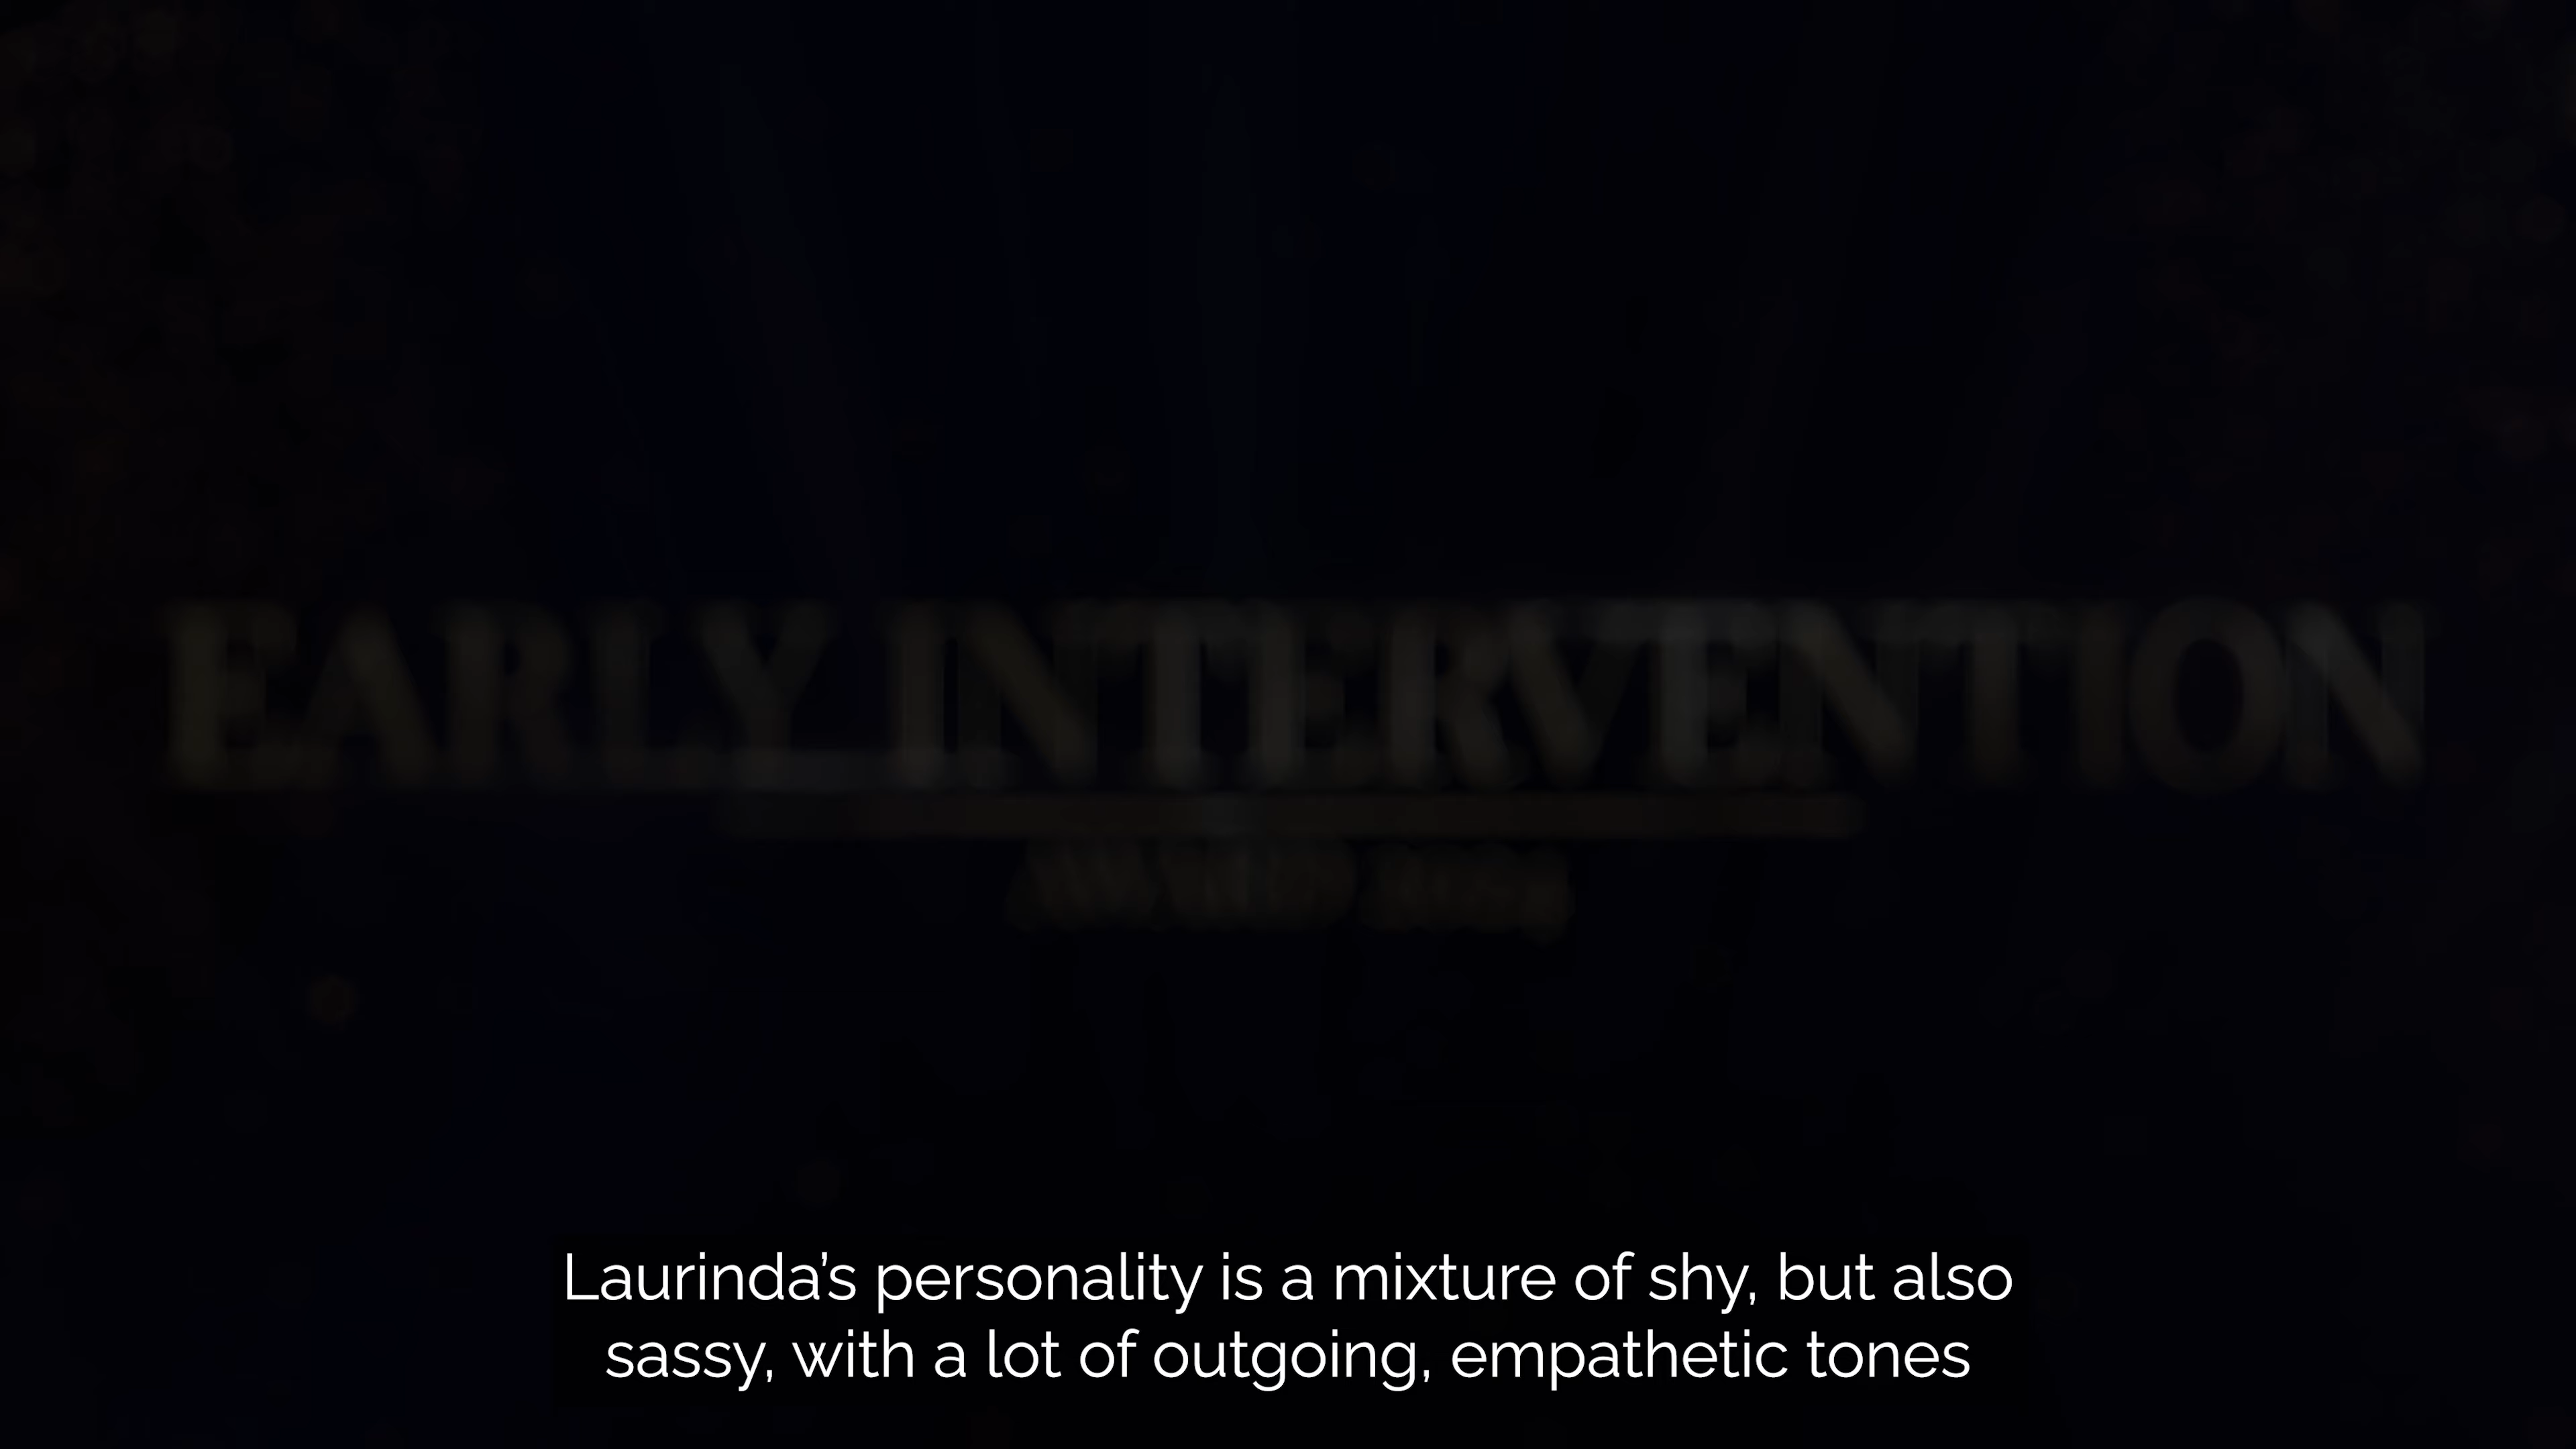 EARLY INTERVENTION
Laurinda’s personality is a mixture of shy, but also
sassy, with a lot of outgoing, empathetic tones